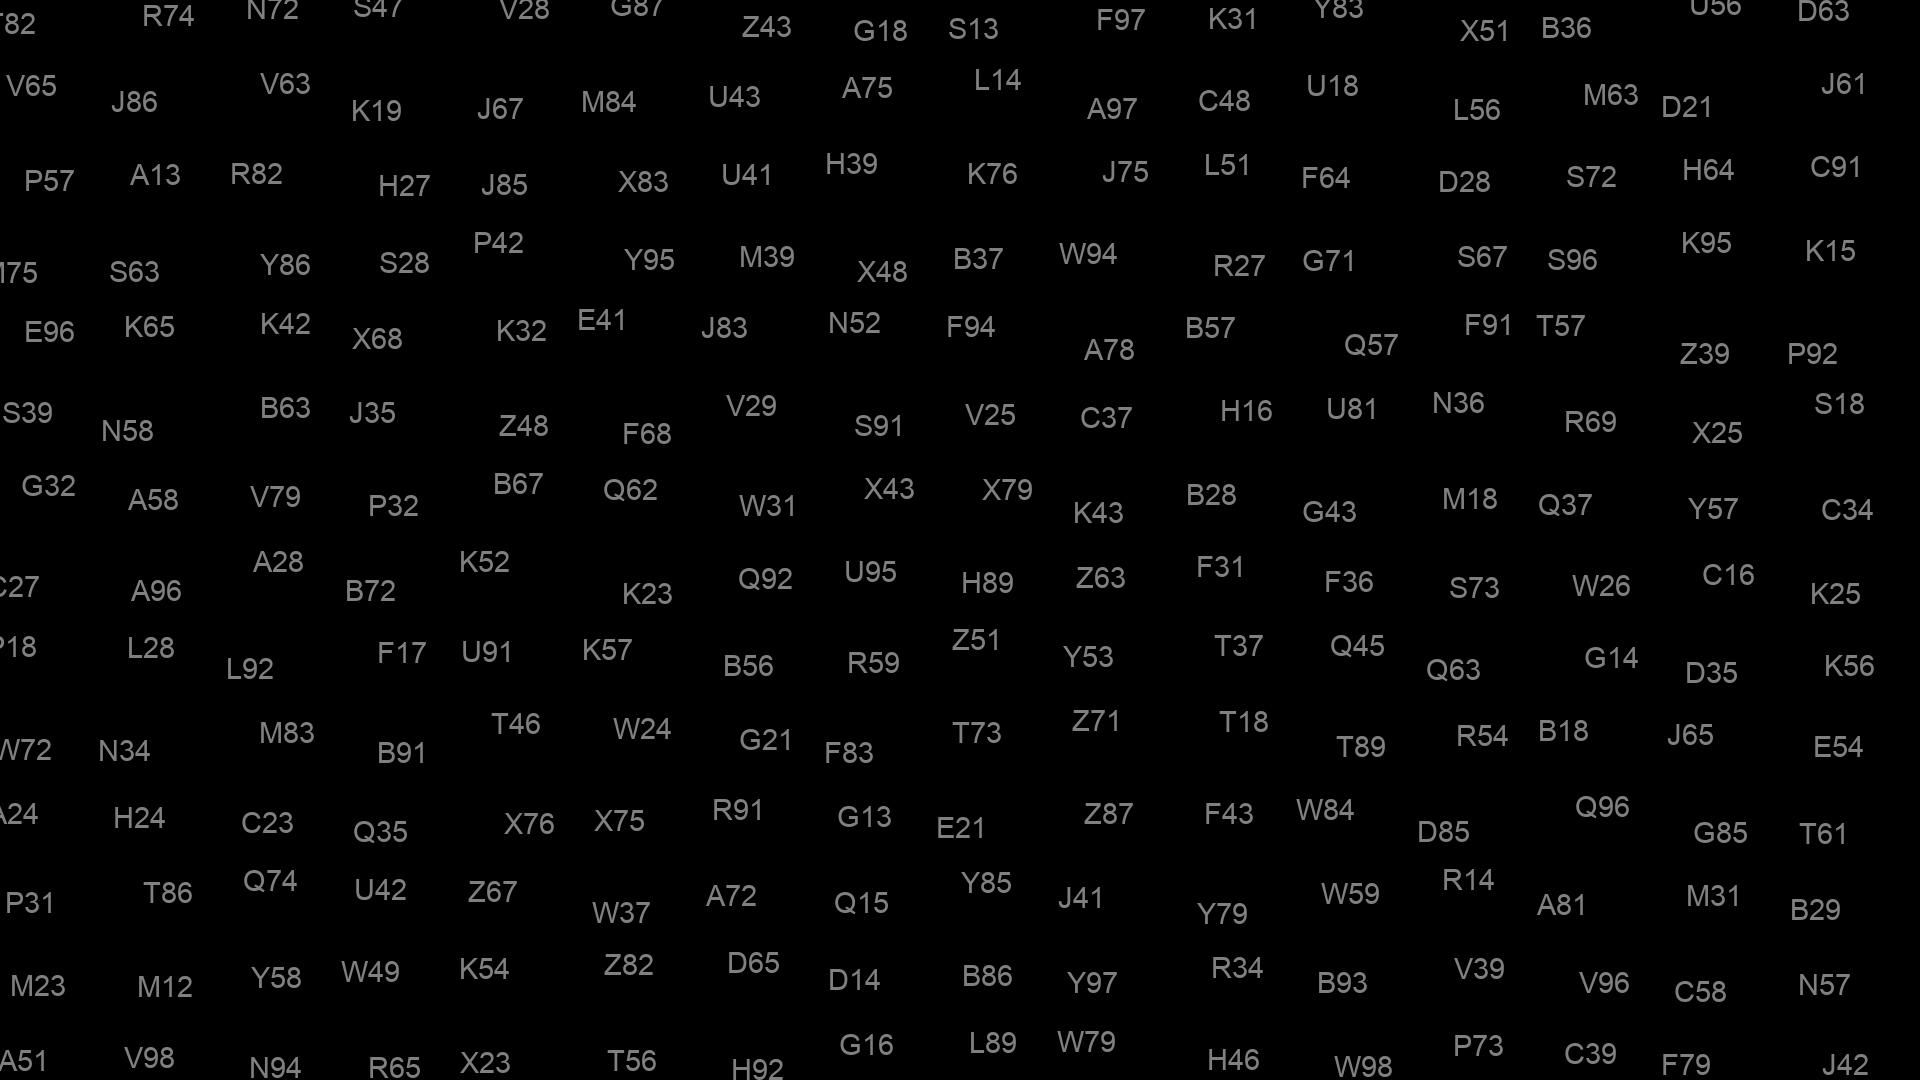 82 R74 N72 S47 V28 G87 Z43 G18 S13 F97 K31 Y83 X51 B36 U56 D63
V65 J86 V63 K19 J67 M84 U43 A75 L14 A97 C48 U18 L56 M63 D21 J61
P57 A13 R82 H27 J85 X83 U41 H39 K76 J75 L51 F64 D28 S72 H64 C91
M75 S63 Y86 S28 P42 Y95 M39 X48 B37 W94 R27 G71 S67 S96 K95 K15
E96 K65 K42 X68 K32 E41 J83 N52 F94 A78 B57 Q57 F91 T57 Z39 P92
S39 N58 B63 J35 Z48 F68 V29 S91 V25 C37 H16 U81 N36 R69 X25 S18
G32 A58 V79 P32 B67 Q62 W31 X43 X79 K43 B28 G43 M18 Q37 Y57 C34
C27 A96 A28 B72 K52 K23 Q92 U95 H89 Z63 F31 F36 S73 W26 C16 K25
P18 L28 L92 F17 U91 K57 B56 R59 Z51 Y53 T37 Q45 Q63 G14 D35 K56
W72 N34 M83 B91 T46 W24 G21 F83 T73 Z71 T18 T89 R54 B18 J65 E54
A24 H24 C23 Q35 X76 X75 R91 G13 E21 Z87 F43 W84 D85 Q96 G85 T61
P31 T86 Q74 U42 Z67 W37 A72 Q15 Y85 J41 Y79 W59 R14 A81 M31 B29
M23 M12 Y58 W49 K54 Z82 D65 D14 B86 Y97 R34 B93 V39 V96 C58 N57
A51 V98 N94 R65 X23 T56 H92 G16 L89 W79 H46 W98 P73 C39 F79 J42